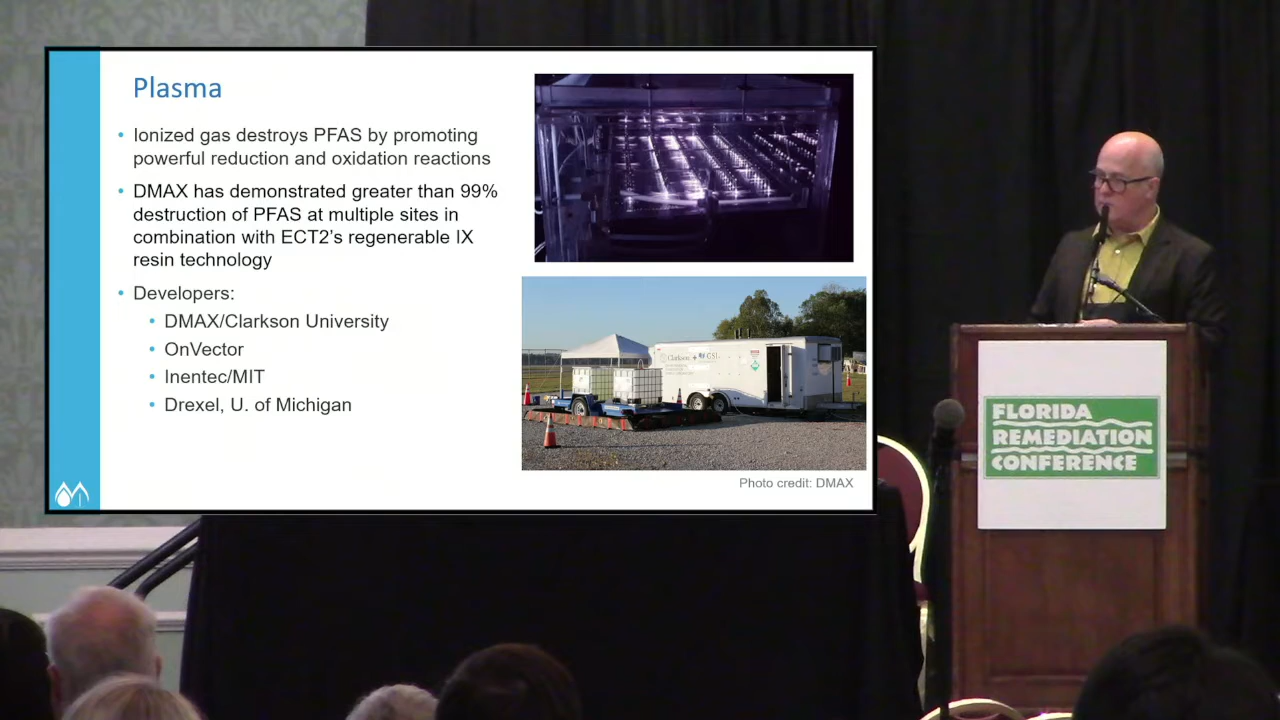 Plasma
• Ionized gas destroys PFAS by promoting
powerful reduction and oxidation reactions
• DMAX has demonstrated greater than 99%
destruction of PFAS at multiple sites in
combination with ECT2's regenerable IX
resin technology
• Developers:
• DMAX/Clarkson University
• OnVector
• Inentec/MIT
• Drexel, U. of Michigan
Clarkson + GSI
Photo credit: DMAX
FLORIDA
REMEDIATION
CONFERENCE